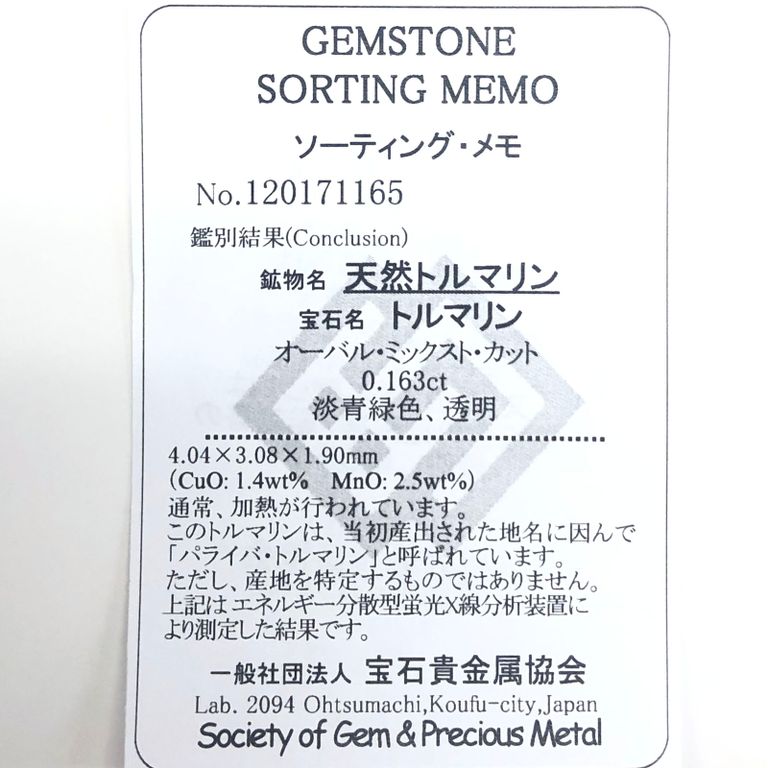 GEMSTONE
SORTING MEMO
ソーティング・メモ
No.120171165
鑑別結果(Conclusion)
鉱物名 天然トルマリン
宝石名 トルマリン
オーバル・ミックスト・カット
0.163ct
淡青緑色、透明
4.04×3.08×1.90mm
(CuO: 1.4wt% MnO: 2.5wt%)
通常、加熱が行われています。
このトルマリンは、当初産出された地名に因んで
「パライバ・トルマリン」と呼ばれています。
ただし、産地を特定するものではありません。
上記は エネルギー分散型蛍光X線分析装置に
より測定した結果です。
一般社団法人 宝石貴金属協会
Lab. 2094 Ohtsumachi,Koufu-city,Japan
Society of Gem & Precious Metal